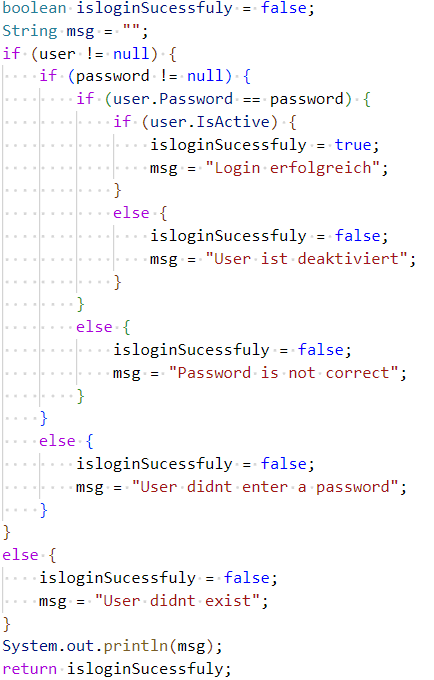 boolean isloginSucessfuly = false;
String msg = "";
if (user != null) {
    if (password != null) {
        if (user.Password == password) {
            if (user.IsActive) {
                isloginSucessfuly = true;
                msg = "Login erfolgreich";
            }
            else {
                isloginSucessfuly = false;
                msg = "User ist deaktiviert";
            }
        }
        else {
            isloginSucessfuly = false;
            msg = "Password is not correct";
        }
    }
    else {
        isloginSucessfuly = false;
        msg = "User didnt enter a password";
    }
}
else {
    isloginSucessfuly = false;
    msg = "User didnt exist";
}
System.out.println(msg);
return isloginSucessfuly;